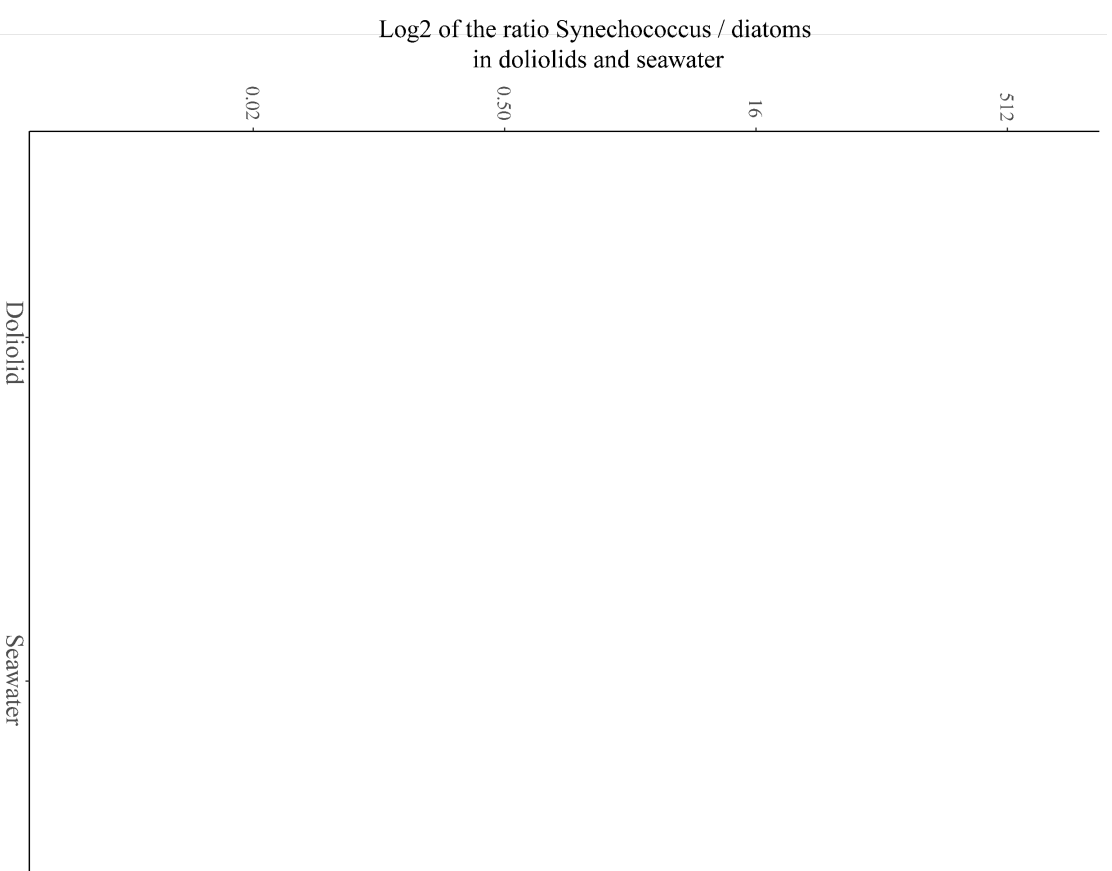 Log2 of the ratio Synechococcus / diatoms
in doliolids and seawater
0.02
0.50
16
512
Doliolid
Seawater